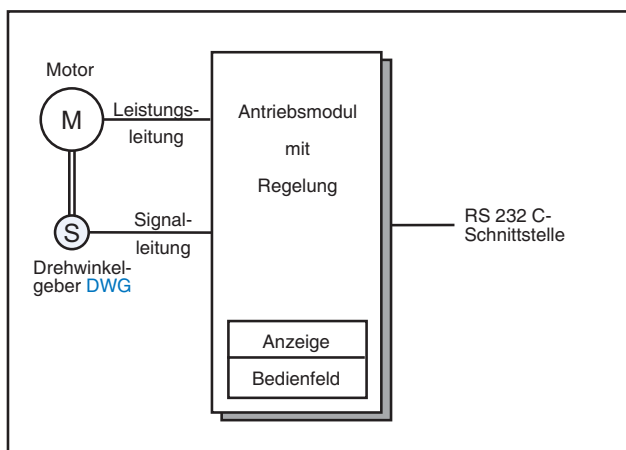 Motor
M
Leistungs-
leitung
S
Signal-
leitung
Drehwinkel-
geber DWG
Antriebsmodul
mit
Regelung
Anzeige
Bedienfeld
RS 232 C-
Schnittstelle